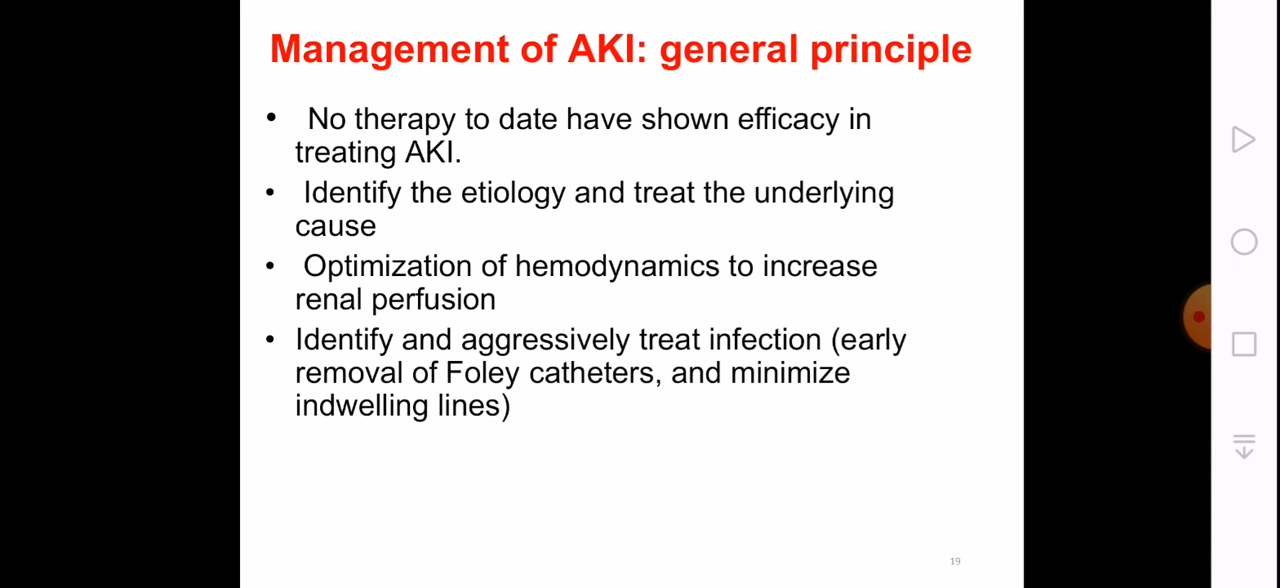 Management of AKI: general principle
• No therapy to date have shown efficacy in
treating AKI.
• Identify the etiology and treat the underlying
cause
• Optimization of hemodynamics to increase
renal perfusion
• Identify and aggressively treat infection (early
removal of Foley catheters, and minimize
indwelling lines)
19